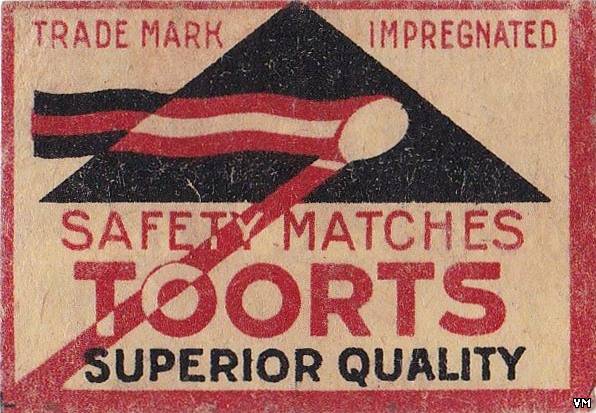 TRADE MARK IMPREGNATED
SAFETY MATCHES
TOORTS
SUPERIOR QUALITY
VM